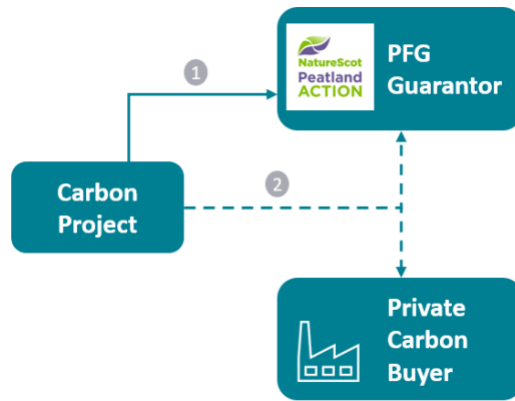 1
NatureScot
Peatland
ACTION
PFG
Guarantor
Carbon
Project
2
Private
Carbon
Buyer